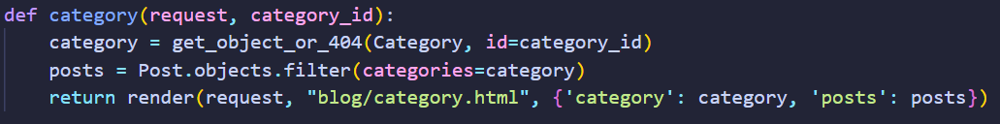 def category(request, category_id):
    category = get_object_or_404(Category, id=category_id)
    posts = Post.objects.filter(categories=category)
    return render(request, "blog/category.html", {'category': category, 'posts': posts})